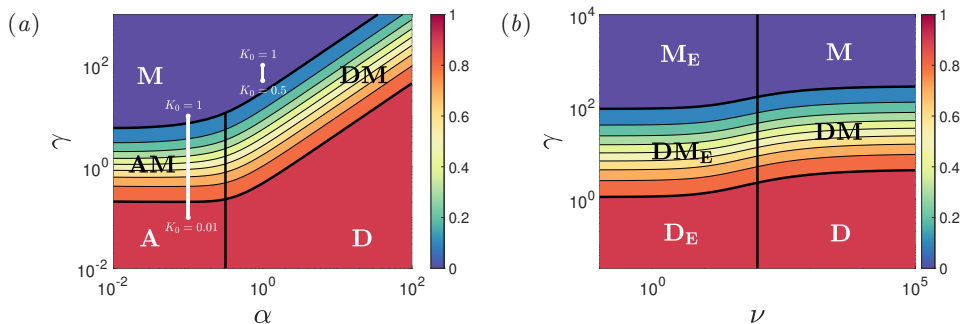 (a)
γ
10²
10⁰
10⁻²
M
K₀ = 1
K₀ = 0.5
DM
K₀ = 1
AM
K₀ = 0.01
A
D
10⁻²
10⁰
10²
α
1
0.8
0.6
0.4
0.2
0
(b)
γ
10⁴
10²
10⁰
M_E
M
DM_E
DM
D_E
D
10⁰
10⁵
ν
1
0.8
0.6
0.4
0.2
0